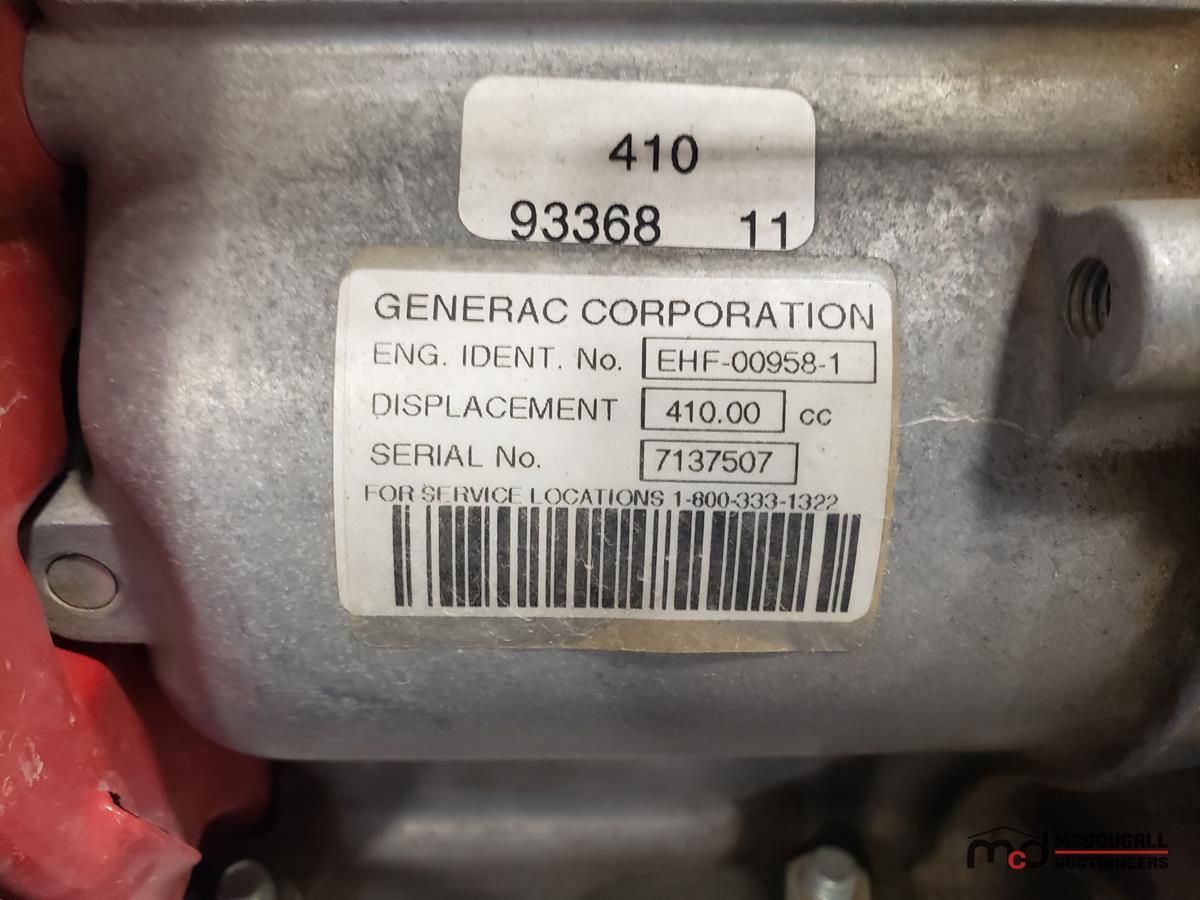 410
93368 11
GENERAC CORPORATION
ENG. IDENT. No. EHF-00958-1
DISPLACEMENT 410.00 cc
SERIAL No. 7137507
FOR SERVICE LOCATIONS 1-800-333-1322
mcd MCDOUGALL
AUCTIONEERS